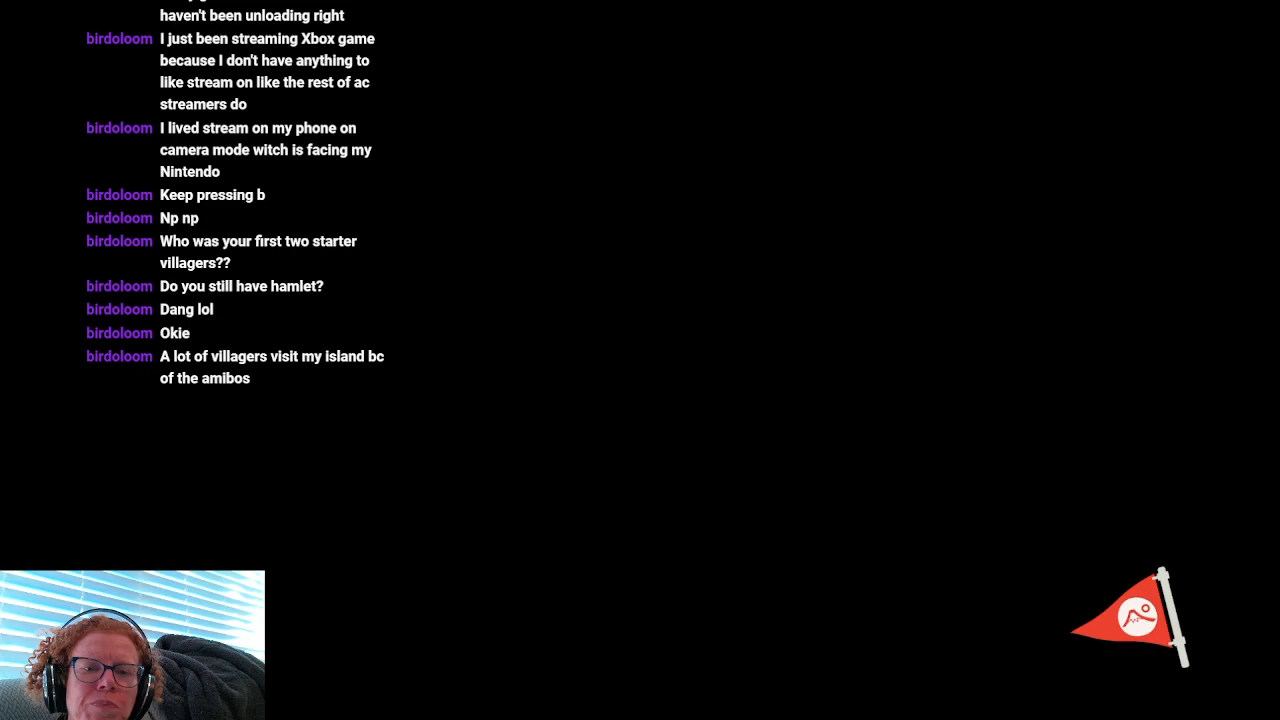 haven't been unloading right
birdoloom I just been streaming Xbox game
because I don't have anything to
like stream on like the rest of ac
streamers do
birdoloom I lived stream on my phone on
camera mode witch is facing my
Nintendo
birdoloom Keep pressing b
birdoloom Np np
birdoloom Who was your first two starter
villagers??
birdoloom Do you still have hamlet?
birdoloom Dang lol
birdoloom Okie
birdoloom A lot of villagers visit my island bc
of the amibos